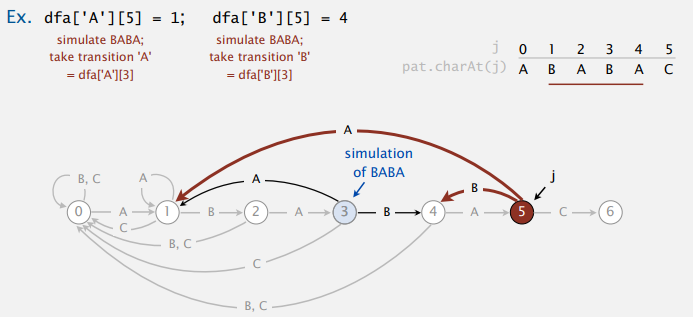 Ex. dfa['A'][5] = 1; dfa['B'][5] = 4
simulate BABA;
take transition 'A'
= dfa['A'][3]
simulate BABA;
take transition 'B'
= dfa['B'][3]
j 0 1 2 3 4 5
pat.charAt(j) A B A B A C
A
simulation
of BABA
j
B, C
A
A
B
0 A 1 B 2 A 3 B 4 A 5 C 6
C
B, C
C
B, C